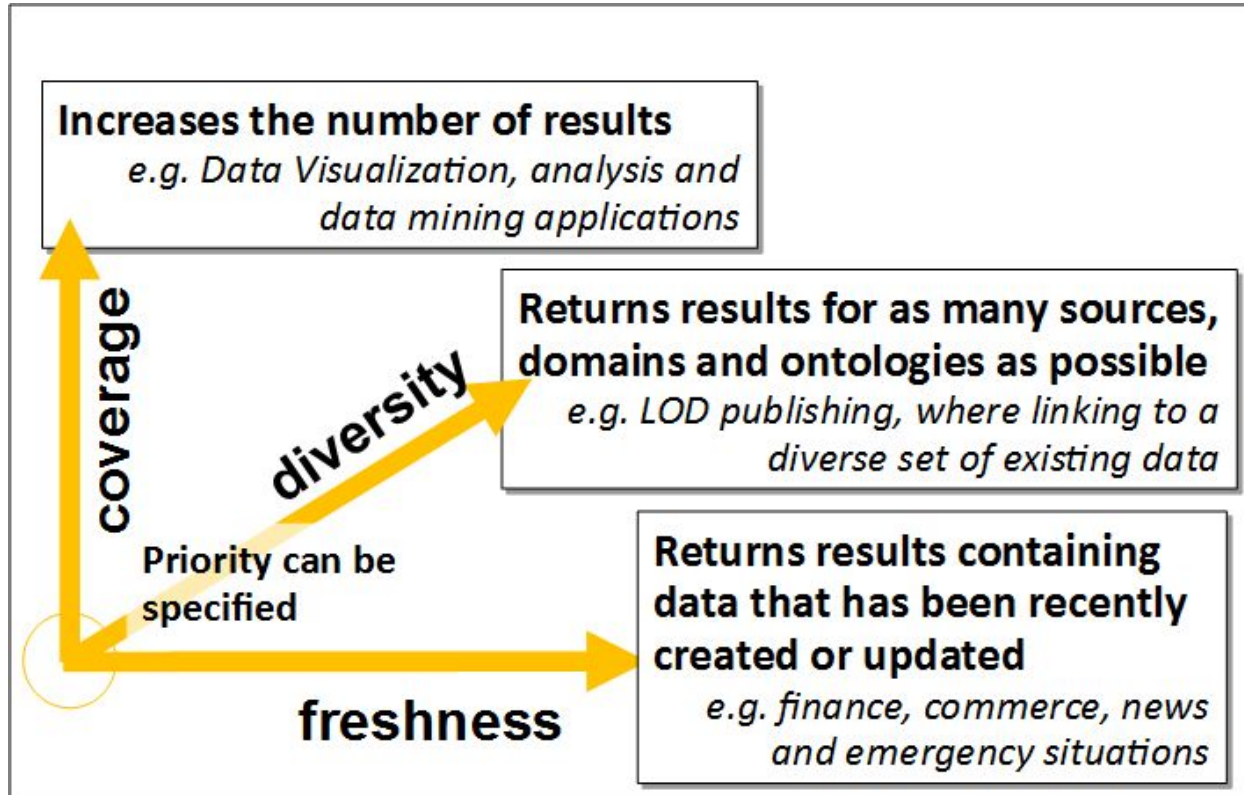 Increases the number of results
e.g. Data Visualization, analysis and
data mining applications
coverage
diversity
Returns results for as many sources,
domains and ontologies as possible
e.g. LOD publishing, where linking to a
diverse set of existing data
Priority can be
specified
freshness
Returns results containing
data that has been recently
created or updated
e.g. finance, commerce, news
and emergency situations